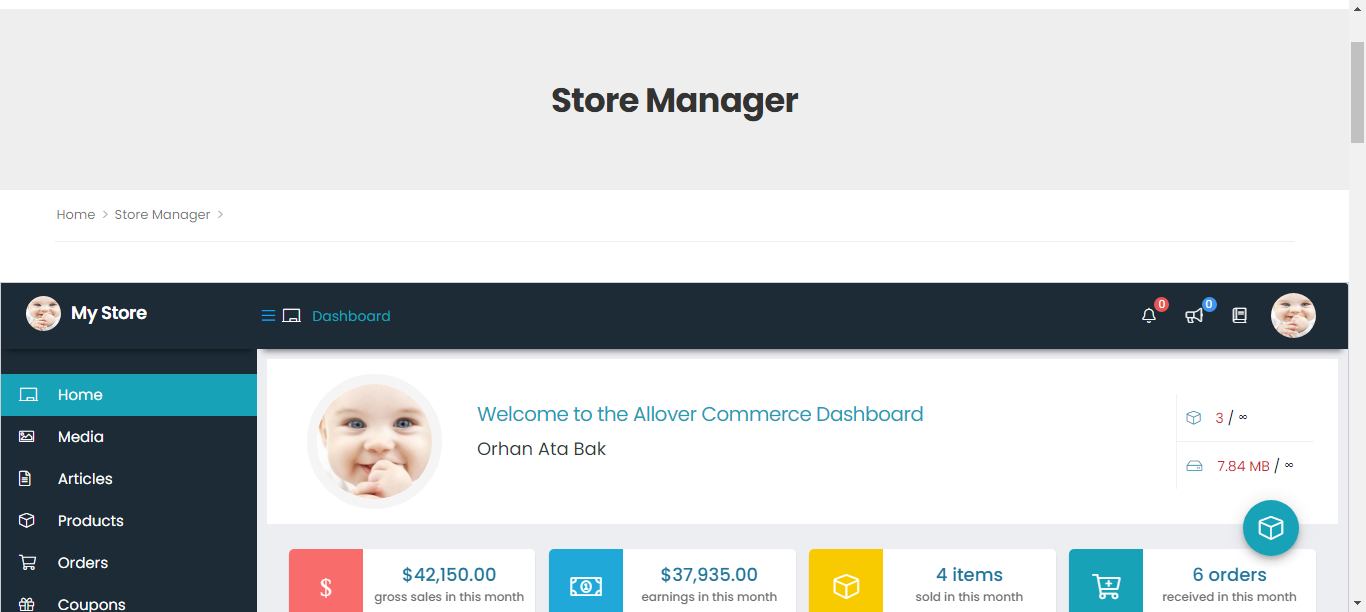 Store Manager
Home > Store Manager >
My Store
Dashboard
0
0
Home
Media
Articles
Products
Orders
Coupons
Welcome to the Allover Commerce Dashboard
Orhan Ata Bak
3 / ∞
7.84 MB / ∞
$
$42,150.00
gross sales in this month
1
$37,935.00
earnings in this month
4 items
sold in this month
6 orders
received in this month